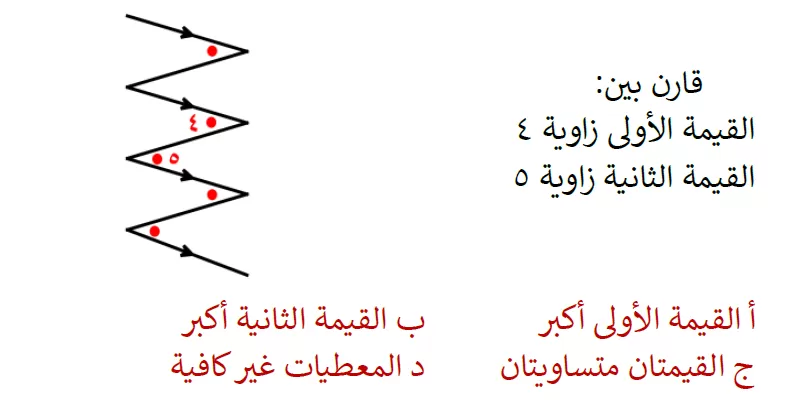 قارن بين:
القيمة الأولى زاوية ٤
القيمة الثانية زاوية ٥
٤
٥
أ القيمة الأولى أكبر
ب القيمة الثانية أكبر
ج القيمتان متساويتان
د المعطيات غير كافية